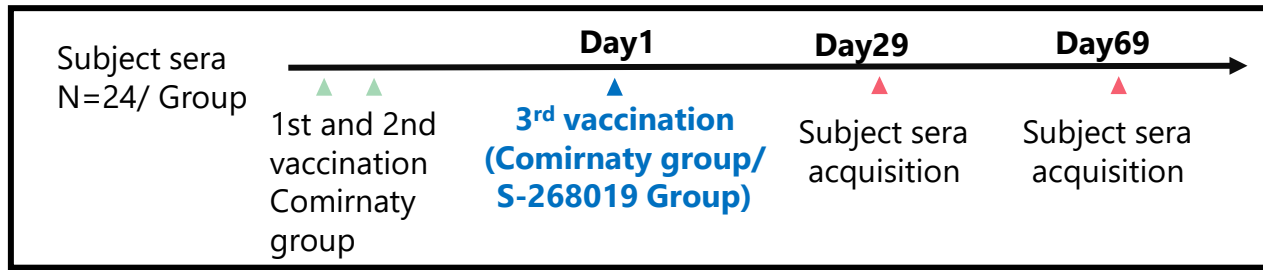 Subject sera
N=24/ Group
1st and 2nd
vaccination
Comirnaty
group
Day1
3rd vaccination
(Comirnaty group/
S-268019 Group)
Day29
Subject sera
acquisition
Day69
Subject sera
acquisition